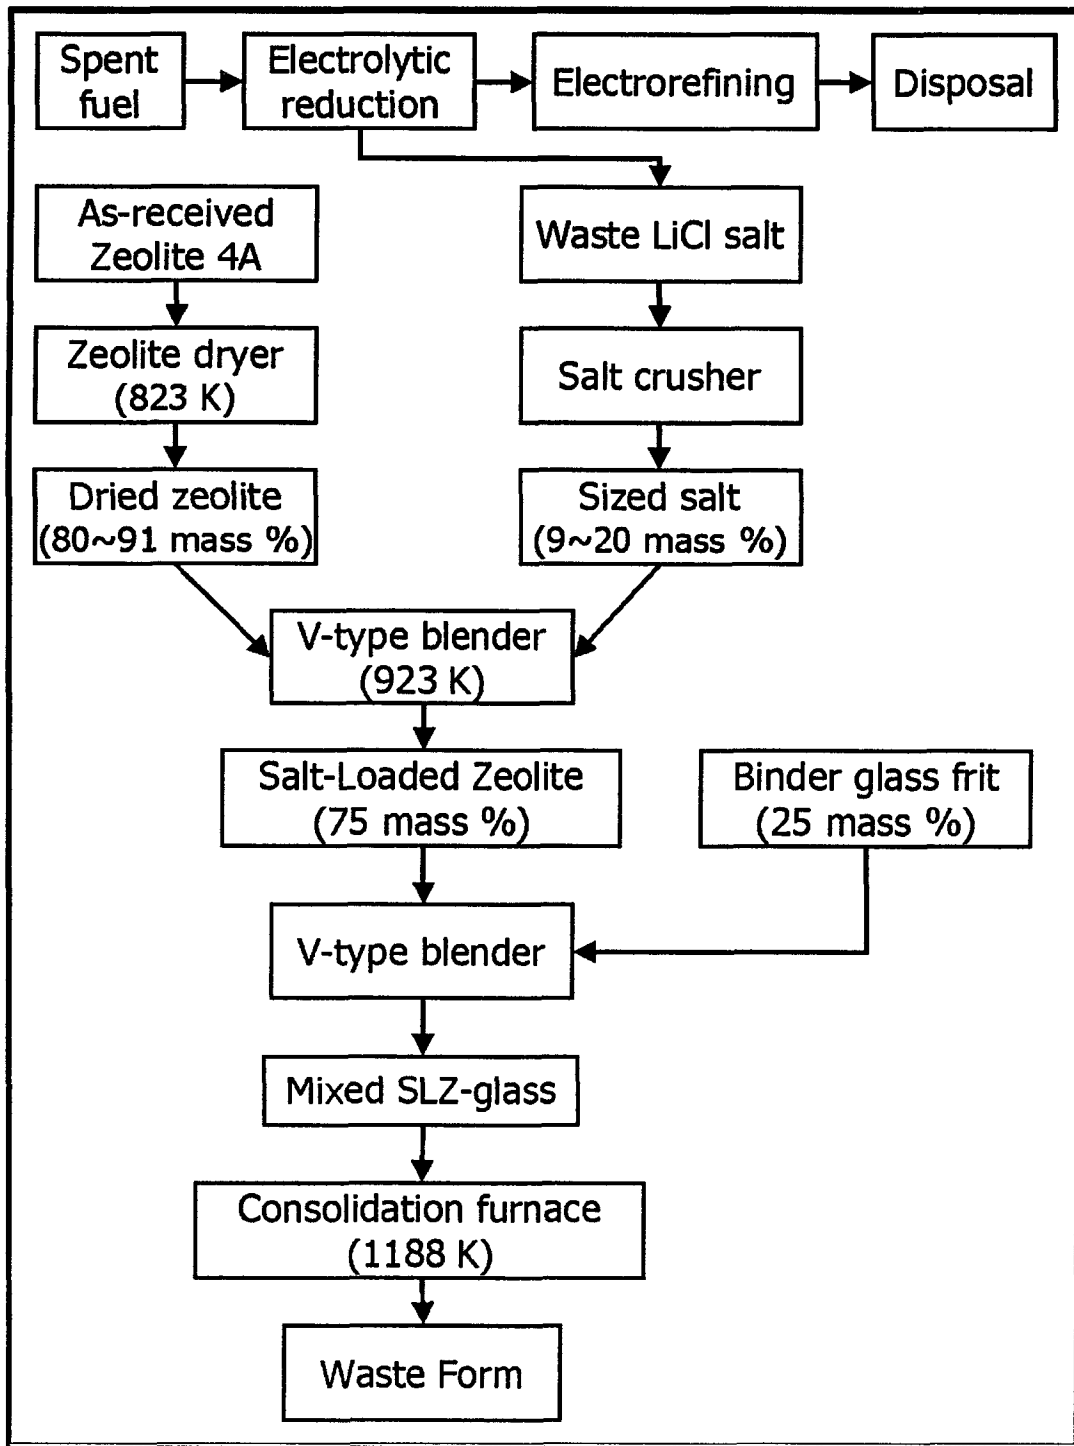 Spent
fuel
Electrolytic
reduction
Electrorefining
Disposal
As-received
Zeolite 4A
Waste LiCl salt
Zeolite dryer
(823 K)
Salt crusher
Dried zeolite
(80~91 mass %)
Sized salt
(9~20 mass %)
V-type blender
(923 K)
Salt-Loaded Zeolite
(75 mass %)
Binder glass frit
(25 mass %)
V-type blender
Mixed SLZ-glass
Consolidation furnace
(1188 K)
Waste Form